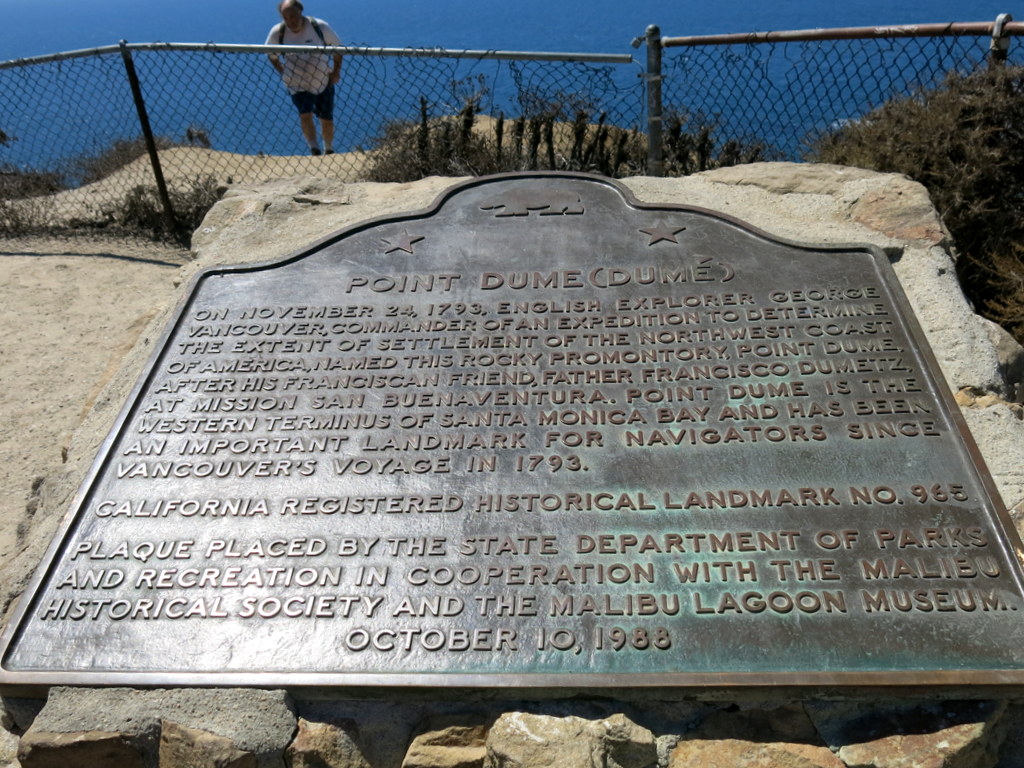 POINT DUME (DUMÉ)
ON NOVEMBER 24, 1793, ENGLISH EXPLORER GEORGE
VANCOUVER, COMMANDER OF AN EXPEDITION TO DETERMINE
THE EXTENT OF SETTLEMENT OF THE NORTHWEST COAST
OF AMERICA, NAMED THIS ROCKY PROMONTORY, POINT DUME,
AFTER HIS FRANCISCAN FRIEND, FATHER FRANCISCO DUMETZ,
AT MISSION SAN BUENAVENTURA. POINT DUME IS THE
WESTERN TERMINUS OF SANTA MONICA BAY AND HAS BEEN
AN IMPORTANT LANDMARK FOR NAVIGATORS SINCE
VANCOUVER'S VOYAGE IN 1793.
CALIFORNIA REGISTERED HISTORICAL LANDMARK NO. 965
PLAQUE PLACED BY THE STATE DEPARTMENT OF PARKS
AND RECREATION IN COOPERATION WITH THE MALIBU
HISTORICAL SOCIETY AND THE MALIBU LAGOON MUSEUM.
OCTOBER 10, 1988